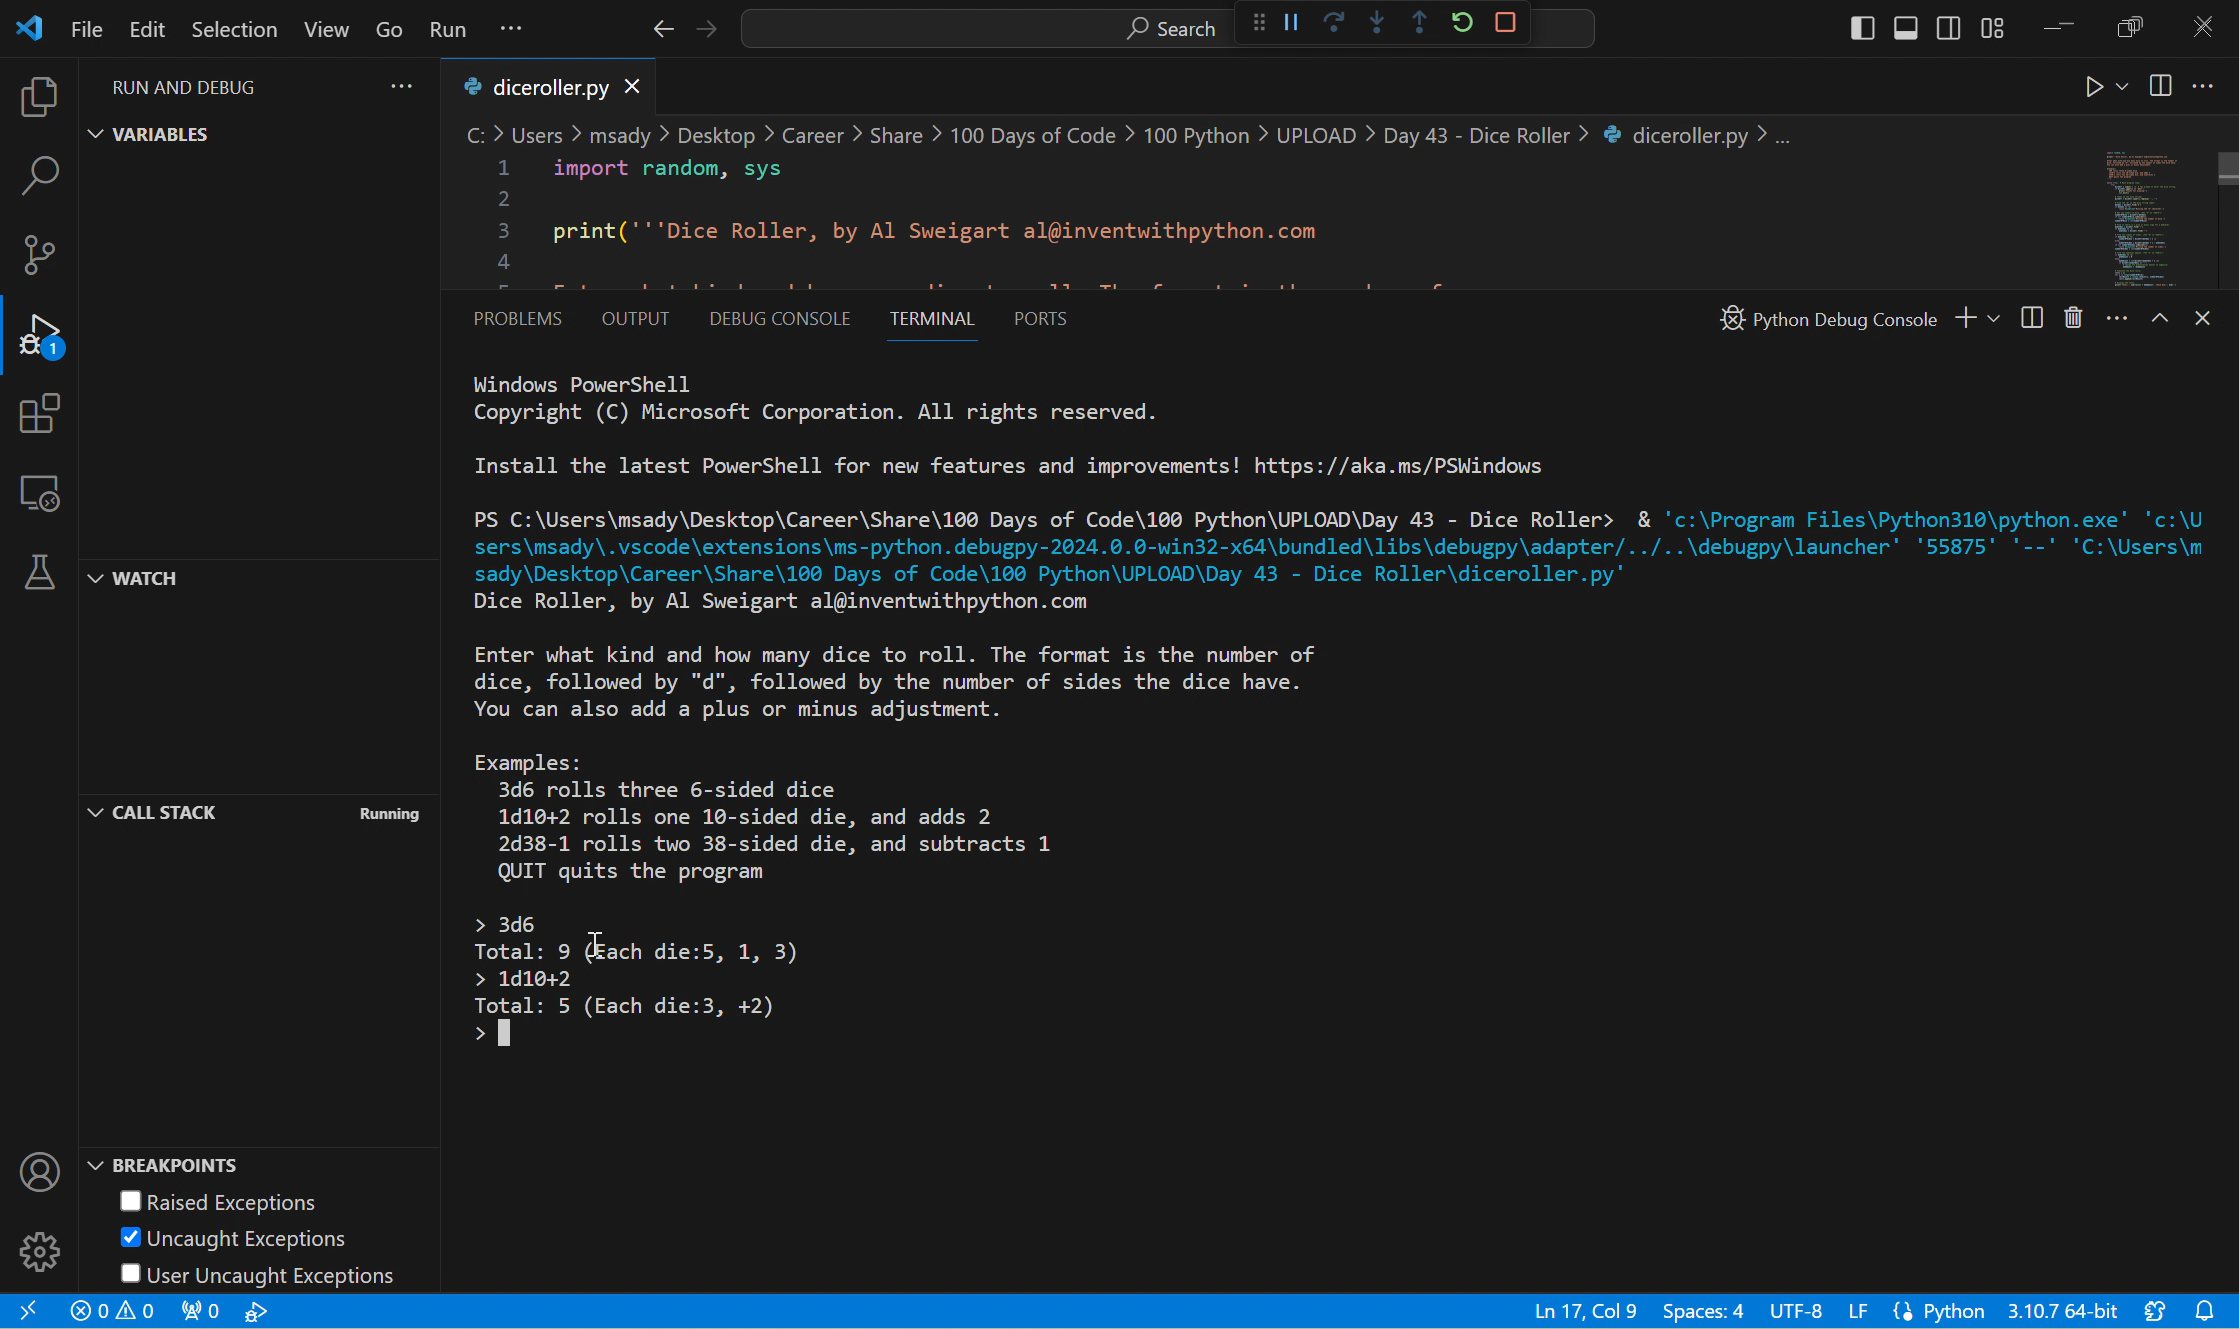 File Edit Selection View Go Run ··· Search
RUN AND DEBUG ···
VARIABLES
WATCH
CALL STACK Running
BREAKPOINTS
Raised Exceptions
Uncaught Exceptions
User Uncaught Exceptions
1
diceroller.py
C: > Users > msady > Desktop > Career > Share > 100 Days of Code > 100 Python > UPLOAD > Day 43 - Dice Roller > diceroller.py > ...
1 import random, sys
2
3 print('''Dice Roller, by Al Sweigart al@inventwithpython.com
4
PROBLEMS OUTPUT DEBUG CONSOLE TERMINAL PORTS Python Debug Console
Windows PowerShell
Copyright (C) Microsoft Corporation. All rights reserved.
Install the latest PowerShell for new features and improvements! https://aka.ms/PSWindows
PS C:\Users\msady\Desktop\Career\Share\100 Days of Code\100 Python\UPLOAD\Day 43 - Dice Roller>  & 'c:\Program Files\Python310\python.exe' 'c:\U
sers\msady\.vscode\extensions\ms-python.debugpy-2024.0.0-win32-x64\bundled\libs\debugpy\adapter/../..\debugpy\launcher' '55875' '--' 'C:\Users\m
sady\Desktop\Career\Share\100 Days of Code\100 Python\UPLOAD\Day 43 - Dice Roller\diceroller.py'
Dice Roller, by Al Sweigart al@inventwithpython.com
Enter what kind and how many dice to roll. The format is the number of
dice, followed by "d", followed by the number of sides the dice have.
You can also add a plus or minus adjustment.
Examples:
3d6 rolls three 6-sided dice
1d10+2 rolls one 10-sided die, and adds 2
2d38-1 rolls two 38-sided die, and subtracts 1
QUIT quits the program
> 3d6
Total: 9 (Each die:5, 1, 3)
> 1d10+2
Total: 5 (Each die:3, +2)
>
0 0 0 Ln 17, Col 9 Spaces: 4 UTF-8 LF Python 3.10.7 64-bit